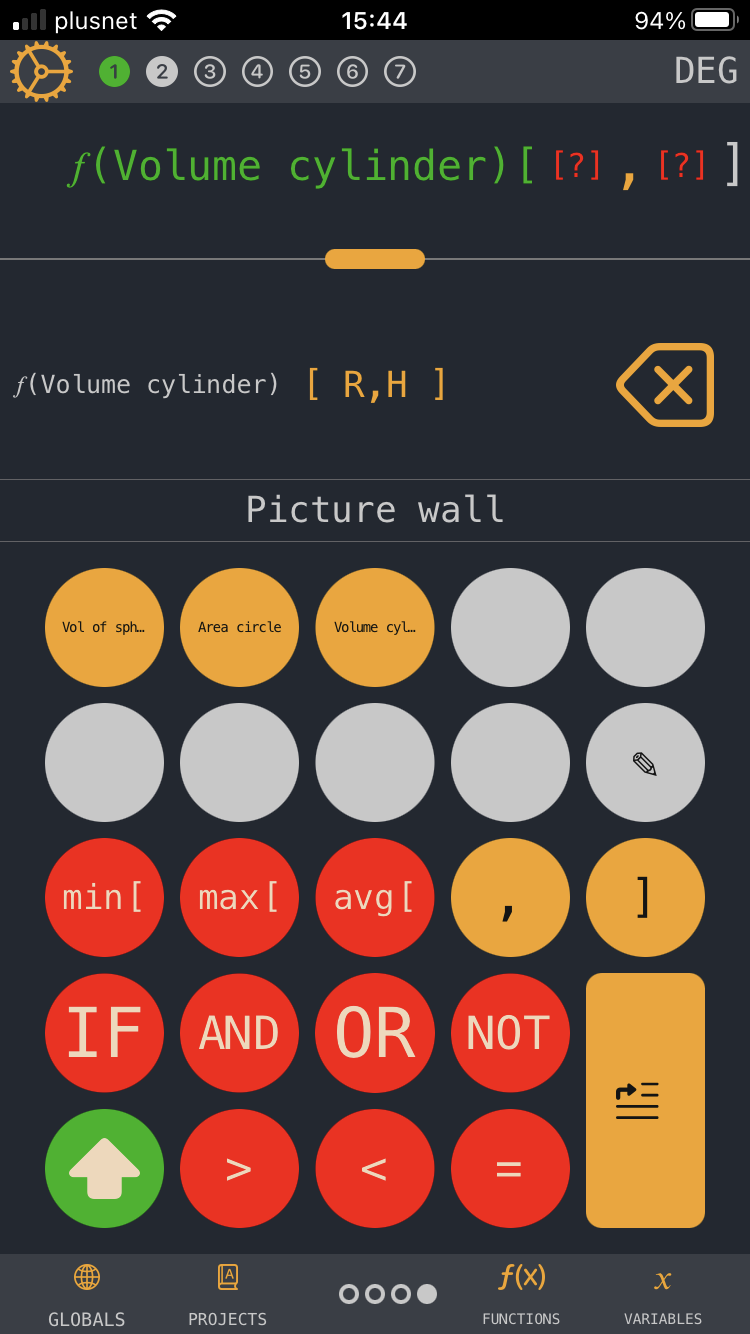 plusnet 15:44 94%
1 2 3 4 5 6 7 DEG
f(Volume cylinder)[ [?] , [?] ]
f(Volume cylinder) [ R,H ]
Picture wall
Vol of sph… Area circle Volume cyl…
min[ max[ avg[ , ]
IF AND OR NOT
> < =
A f(x) x
GLOBALS PROJECTS FUNCTIONS VARIABLES